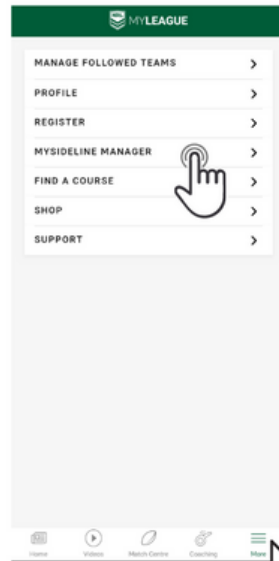 MYLEAGUE
MANAGE FOLLOWED TEAMS
PROFILE
REGISTER
MYSIDELINE MANAGER
FIND A COURSE
SHOP
SUPPORT
Home Videos Match Centre Coaching More